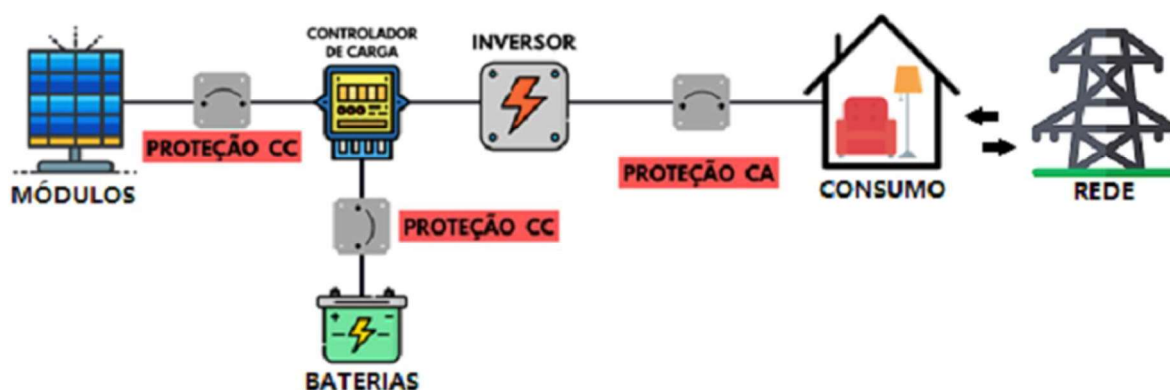 CONTROLADOR
DE CARGA
INVERSOR
PROTEÇÃO CC
MÓDULOS
PROTEÇÃO CA
CONSUMO
REDE
PROTEÇÃO CC
BATERIAS